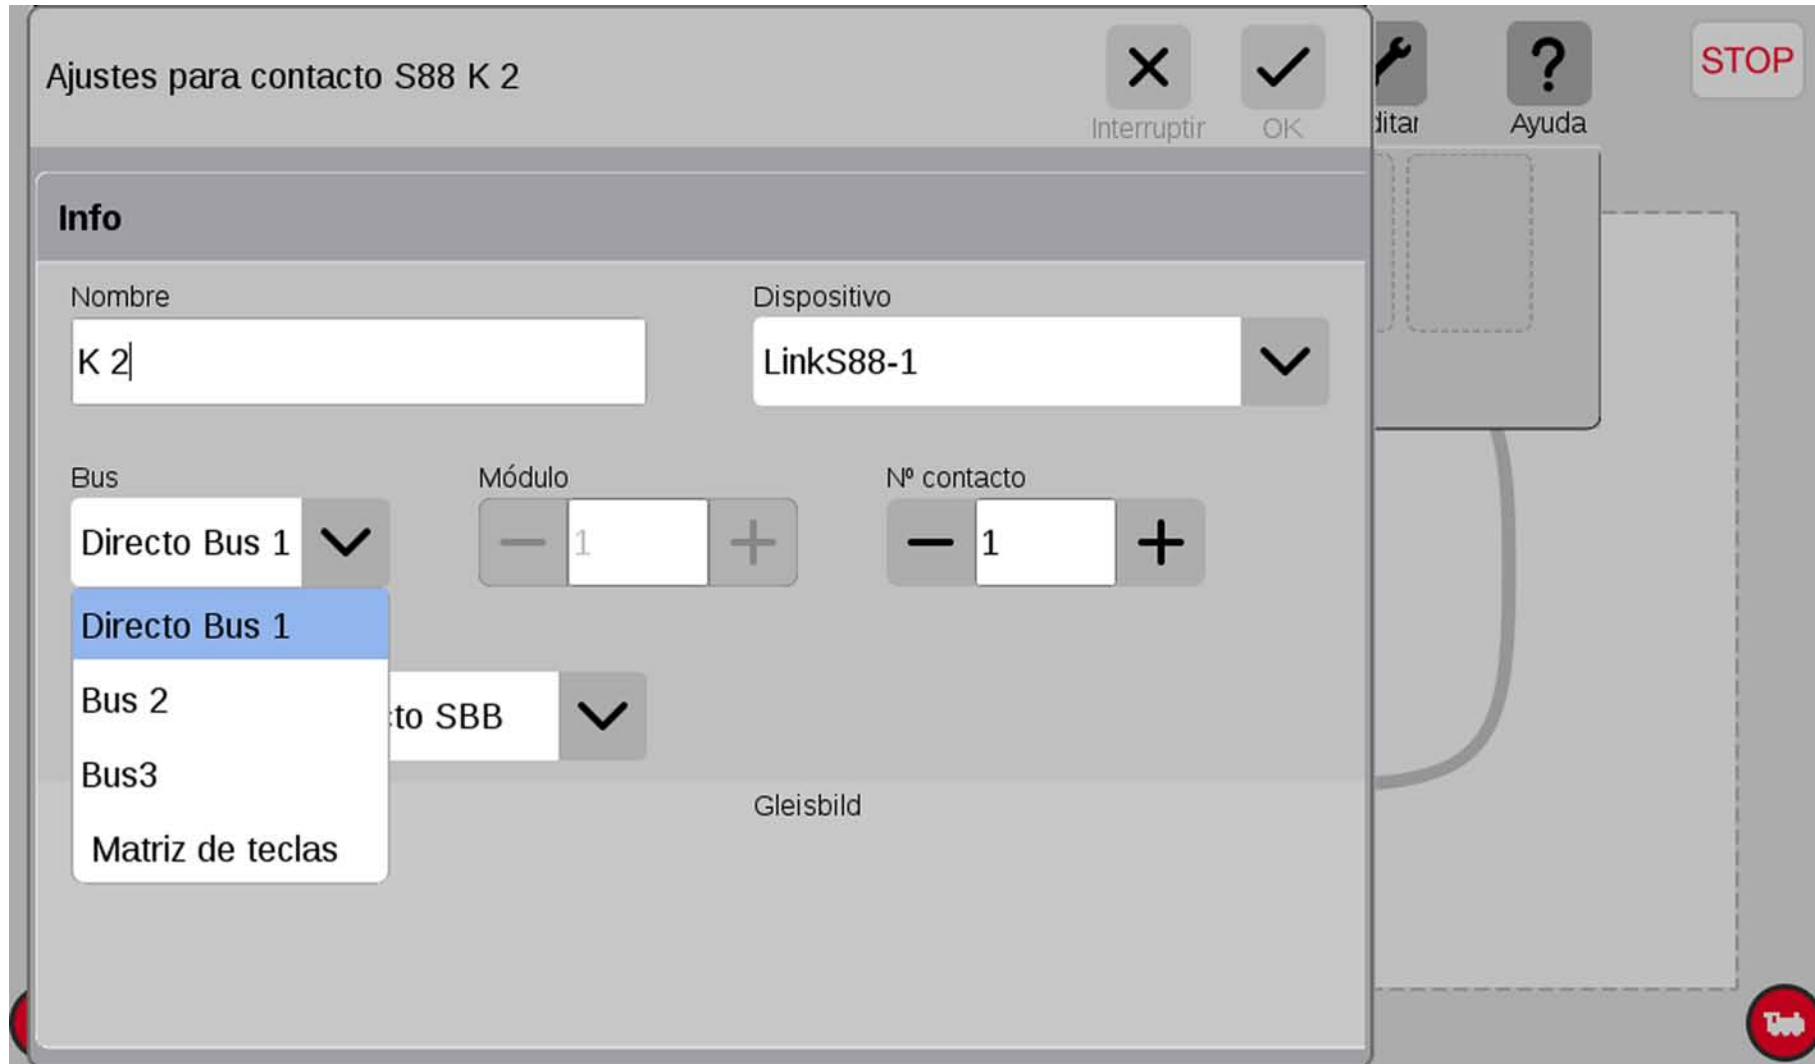 Ajustes para contacto S88 K 2
Interruptir
OK
Ayuda
STOP
Info
Nombre
Dispositivo
K 2
LinkS88-1
Bus
Módulo
Nº contacto
Directo Bus 1
1
1
Directo Bus 1
Bus 2
to SBB
Bus3
Gleisbild
Matriz de teclas